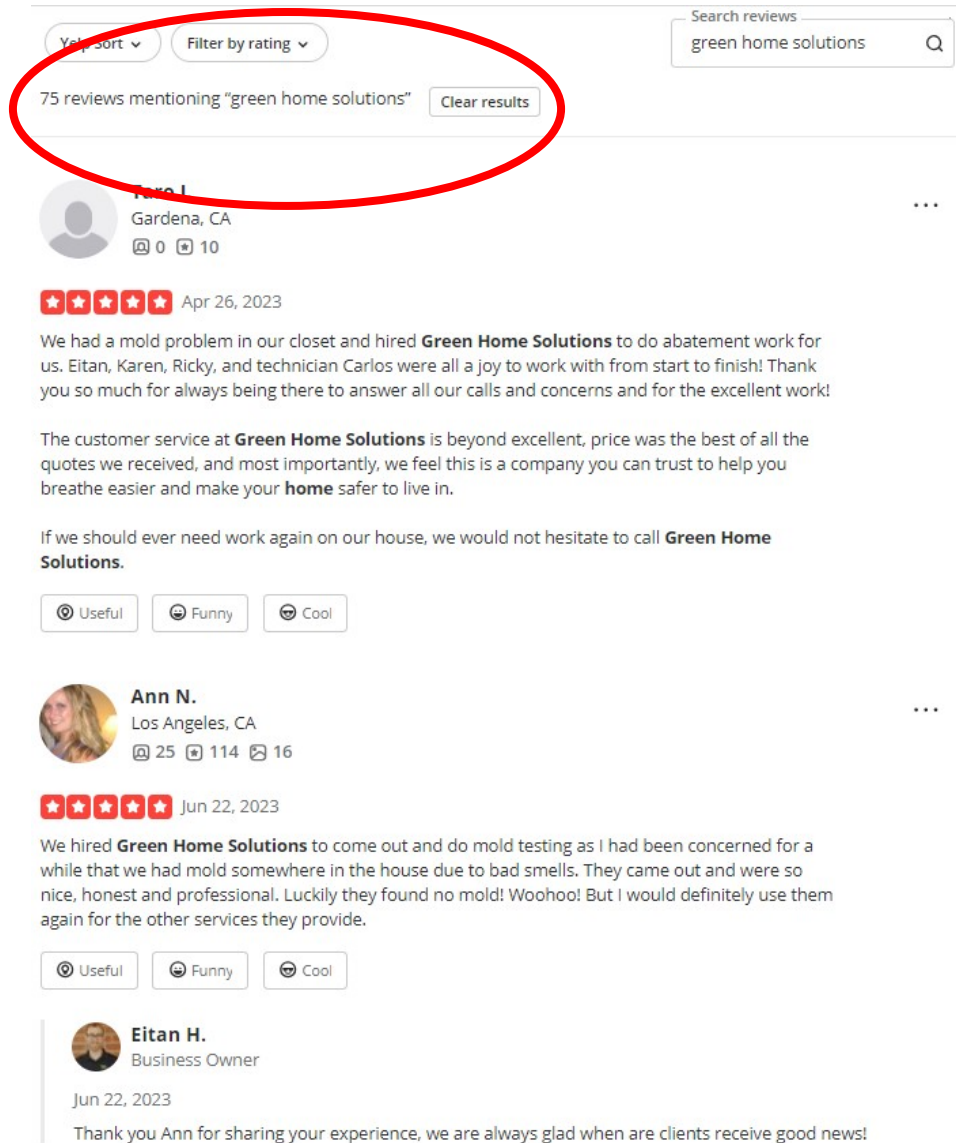 Search reviews
Yelp Sort
Filter by rating
green home solutions
75 reviews mentioning “green home solutions”
Clear results
Gardena, CA
0 10
Apr 26, 2023
We had a mold problem in our closet and hired Green Home Solutions to do abatement work for
us. Eitan, Karen, Ricky, and technician Carlos were all a joy to work with from start to finish! Thank
you so much for always being there to answer all our calls and concerns and for the excellent work!
The customer service at Green Home Solutions is beyond excellent, price was the best of all the
quotes we received, and most importantly, we feel this is a company you can trust to help you
breathe easier and make your home safer to live in.
If we should ever need work again on our house, we would not hesitate to call Green Home
Solutions.
Useful
Funny
Cool
Ann N.
Los Angeles, CA
25 114 16
Jun 22, 2023
We hired Green Home Solutions to come out and do mold testing as I had been concerned for a
while that we had mold somewhere in the house due to bad smells. They came out and were so
nice, honest and professional. Luckily they found no mold! Woohoo! But I would definitely use them
again for the other services they provide.
Useful
Funny
Cool
Eitan H.
Business Owner
Jun 22, 2023
Thank you Ann for sharing your experience, we are always glad when are clients receive good news!